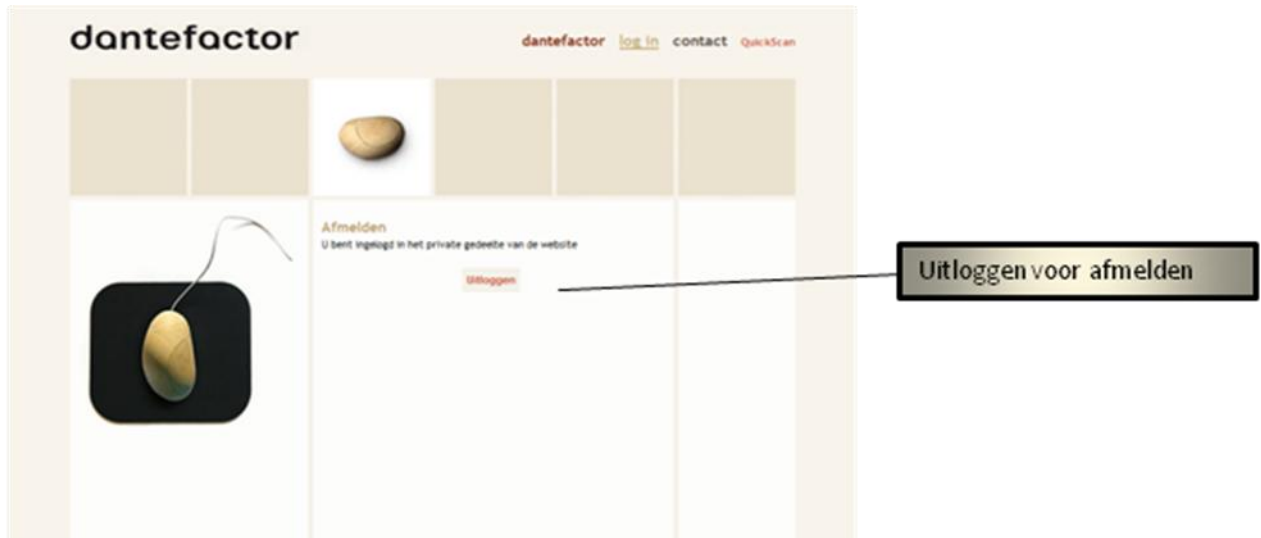 dantefactor
dantefactor log in contact QuickScan
Afmelden
U bent ingelogd in het private gedeelte van de website
Uitloggen
Uitloggen voor afmelden